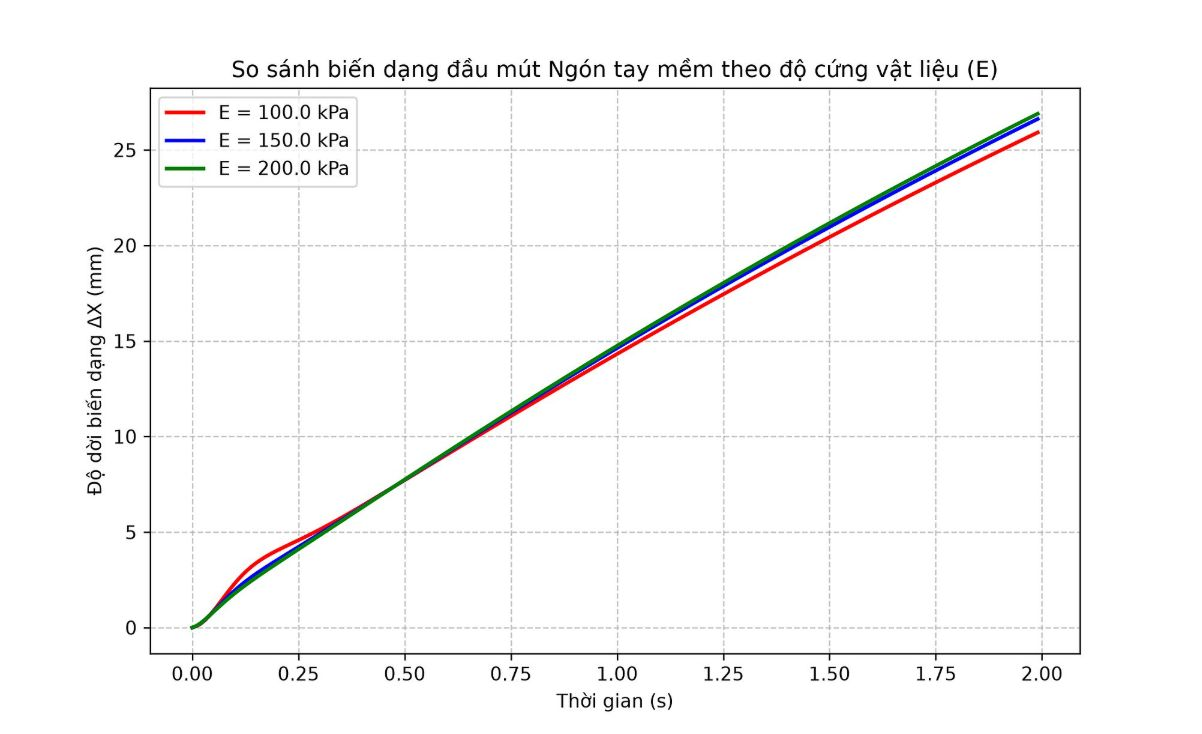 So sánh biến dạng đầu mút Ngón tay mềm theo độ cứng vật liệu (E)
E = 100.0 kPa
E = 150.0 kPa
E = 200.0 kPa
Độ dời biến dạng ΔX (mm)
25
20
15
10
5
0
0.00 0.25 0.50 0.75 1.00 1.25 1.50 1.75 2.00
Thời gian (s)